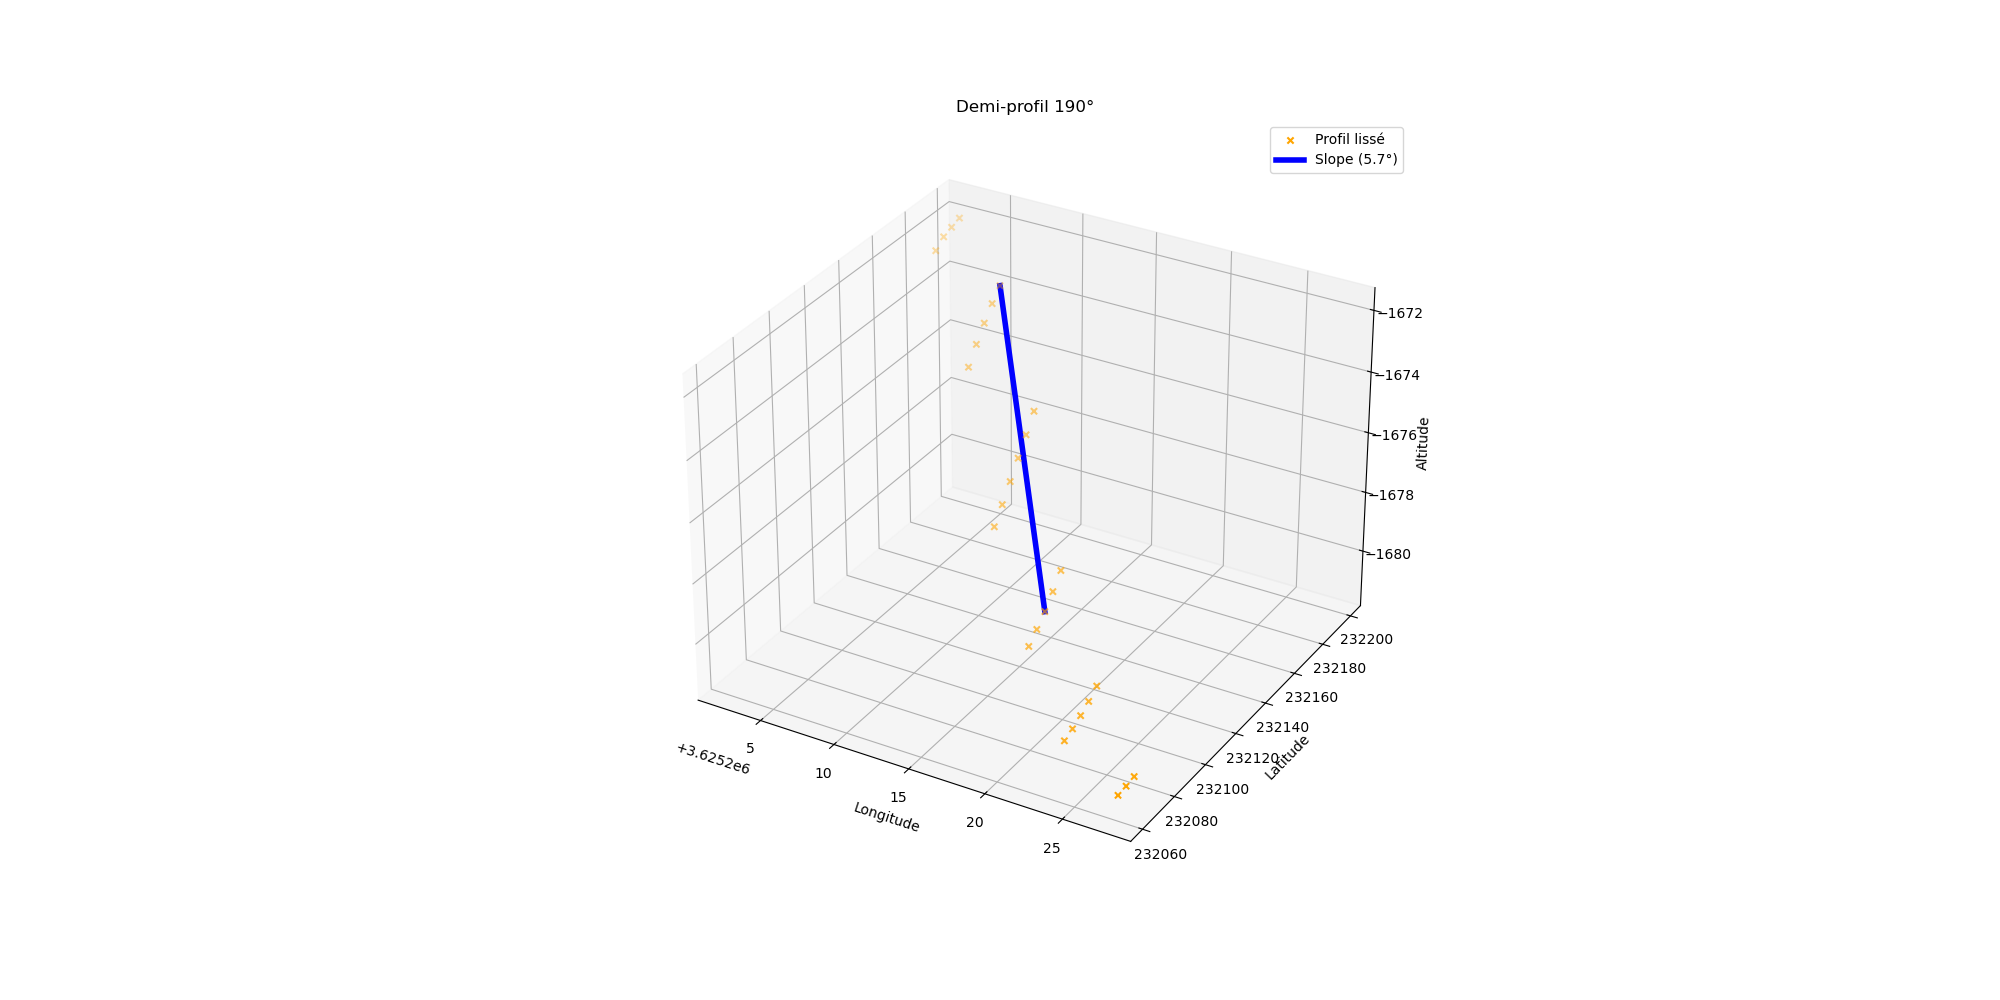 Demi-profil 190°
Profil lissé
Slope (5.7°)
−1672
−1674
−1676
−1678
−1680
Altitude
232200
232180
232160
232140
232120
232100
232080
232060
Latitude
5
10
15
20
25
+3.6252e6
Longitude